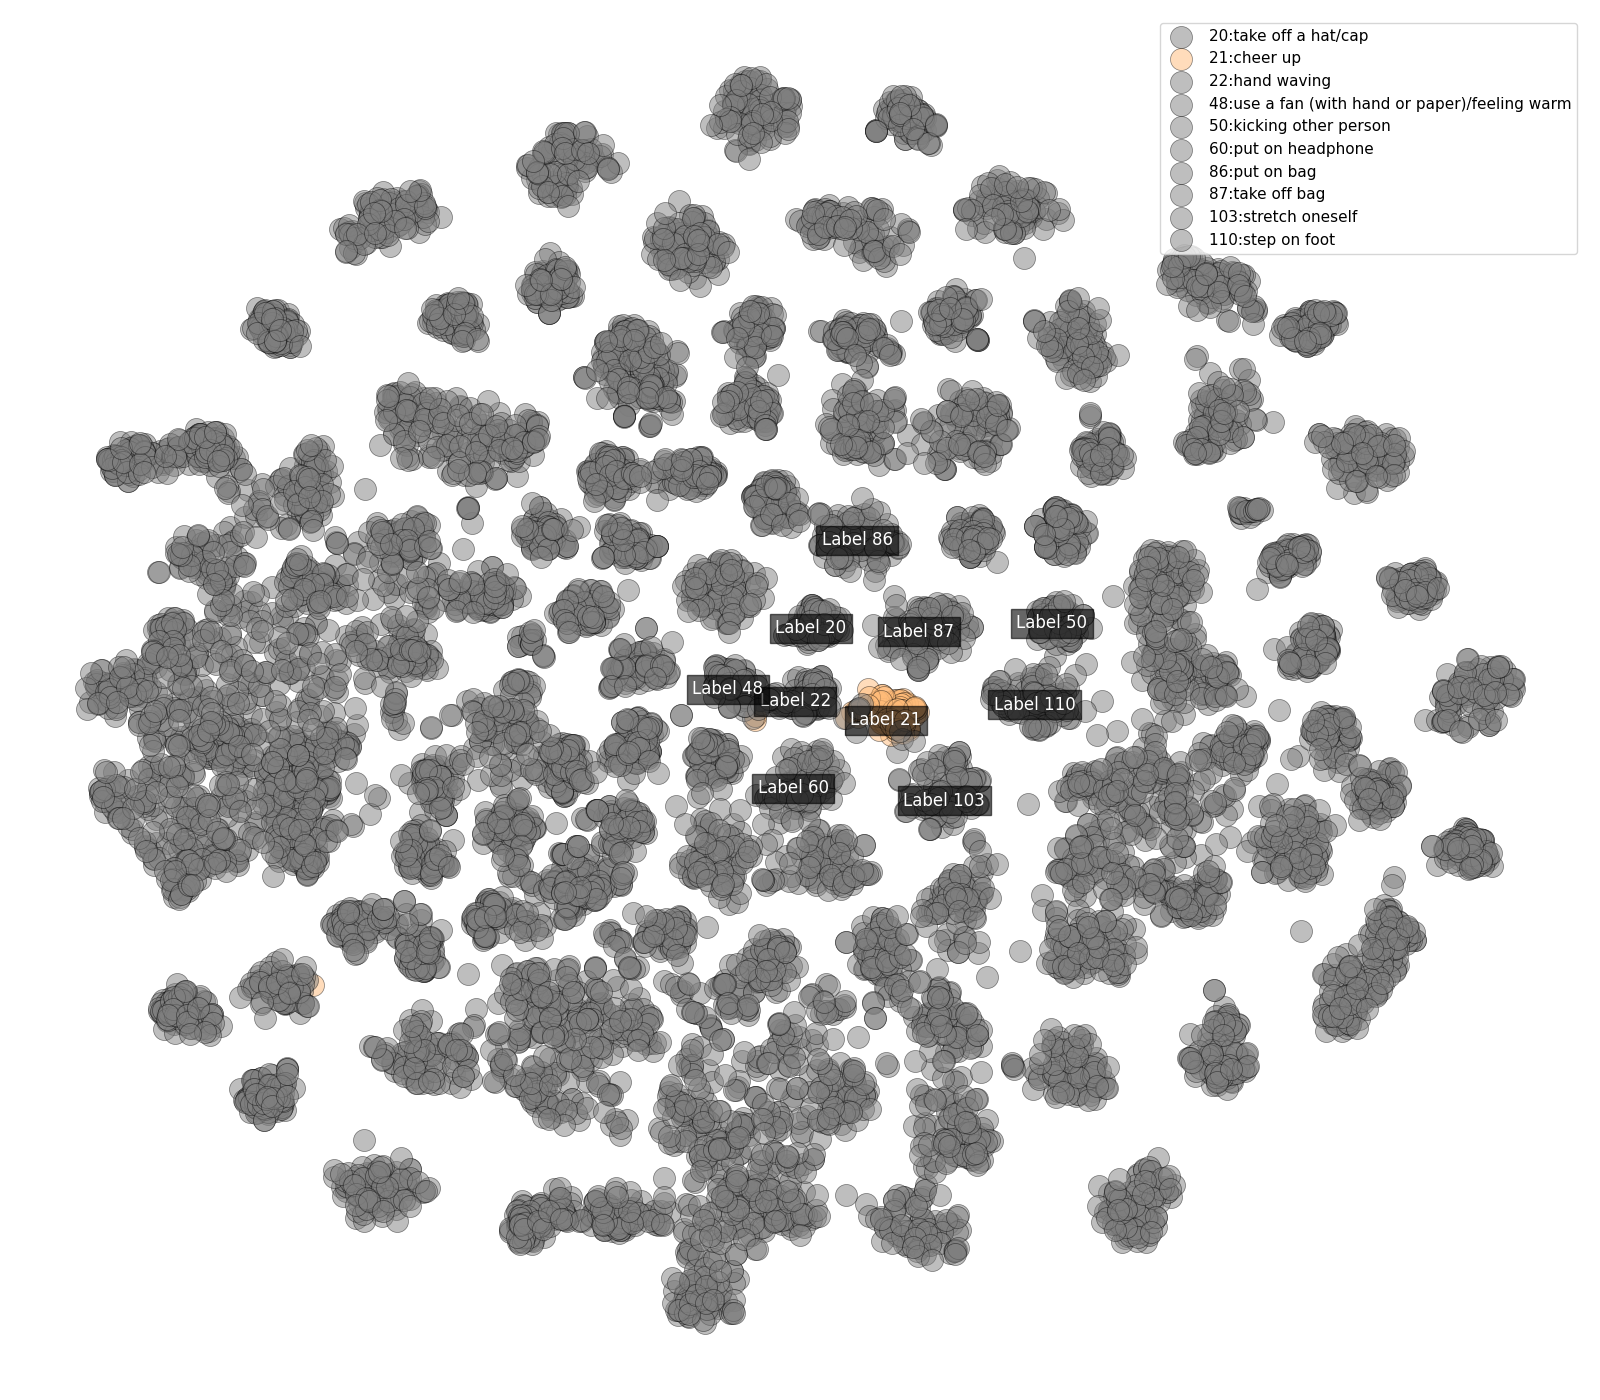 20:take off a hat/cap
21:cheer up
22:hand waving
48:use a fan (with hand or paper)/feeling warm
50:kicking other person
60:put on headphone
86:put on bag
87:take off bag
103:stretch oneself
110:step on foot
Label 86
Label 20
Label 87
Label 50
Label 48
Label 22
Label 21
Label 110
Label 60
Label 103